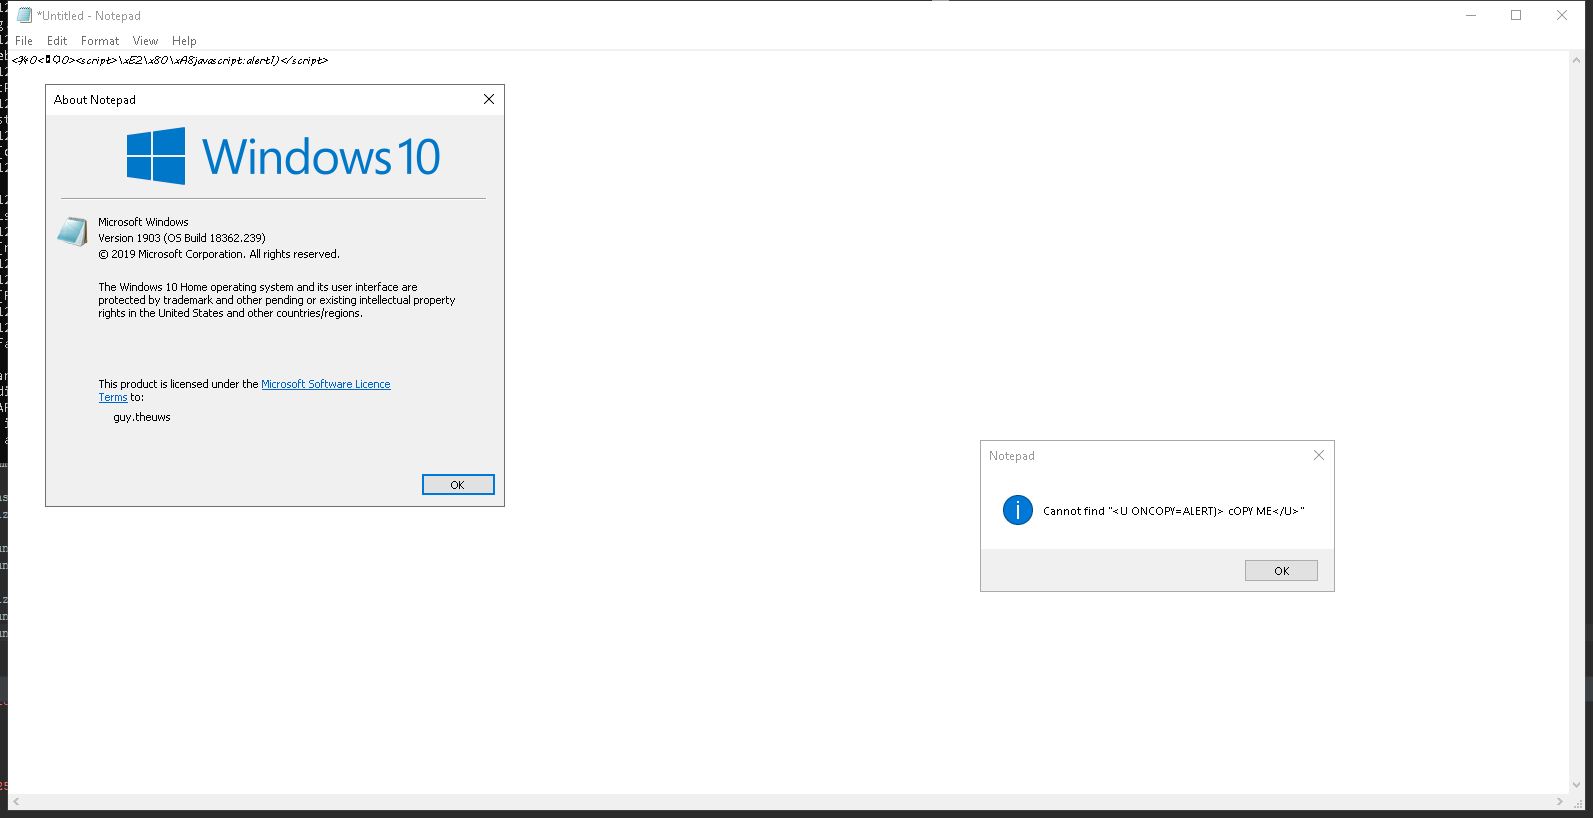 *Untitled - Notepad
File Edit Format View Help
<script>\xE2\x80\xA8javascript:alert1)</script>
About Notepad
Windows 10
Microsoft Windows
Version 1903 (OS Build 18362.239)
© 2019 Microsoft Corporation. All rights reserved.
The Windows 10 Home operating system and its user interface are
protected by trademark and other pending or existing intellectual property
rights in the United States and other countries/regions.
This product is licensed under the Microsoft Software Licence
Terms to:
guy.theuws
OK
Notepad
Cannot find "<U ONCOPY=ALERT)> cOPY ME</U>"
OK